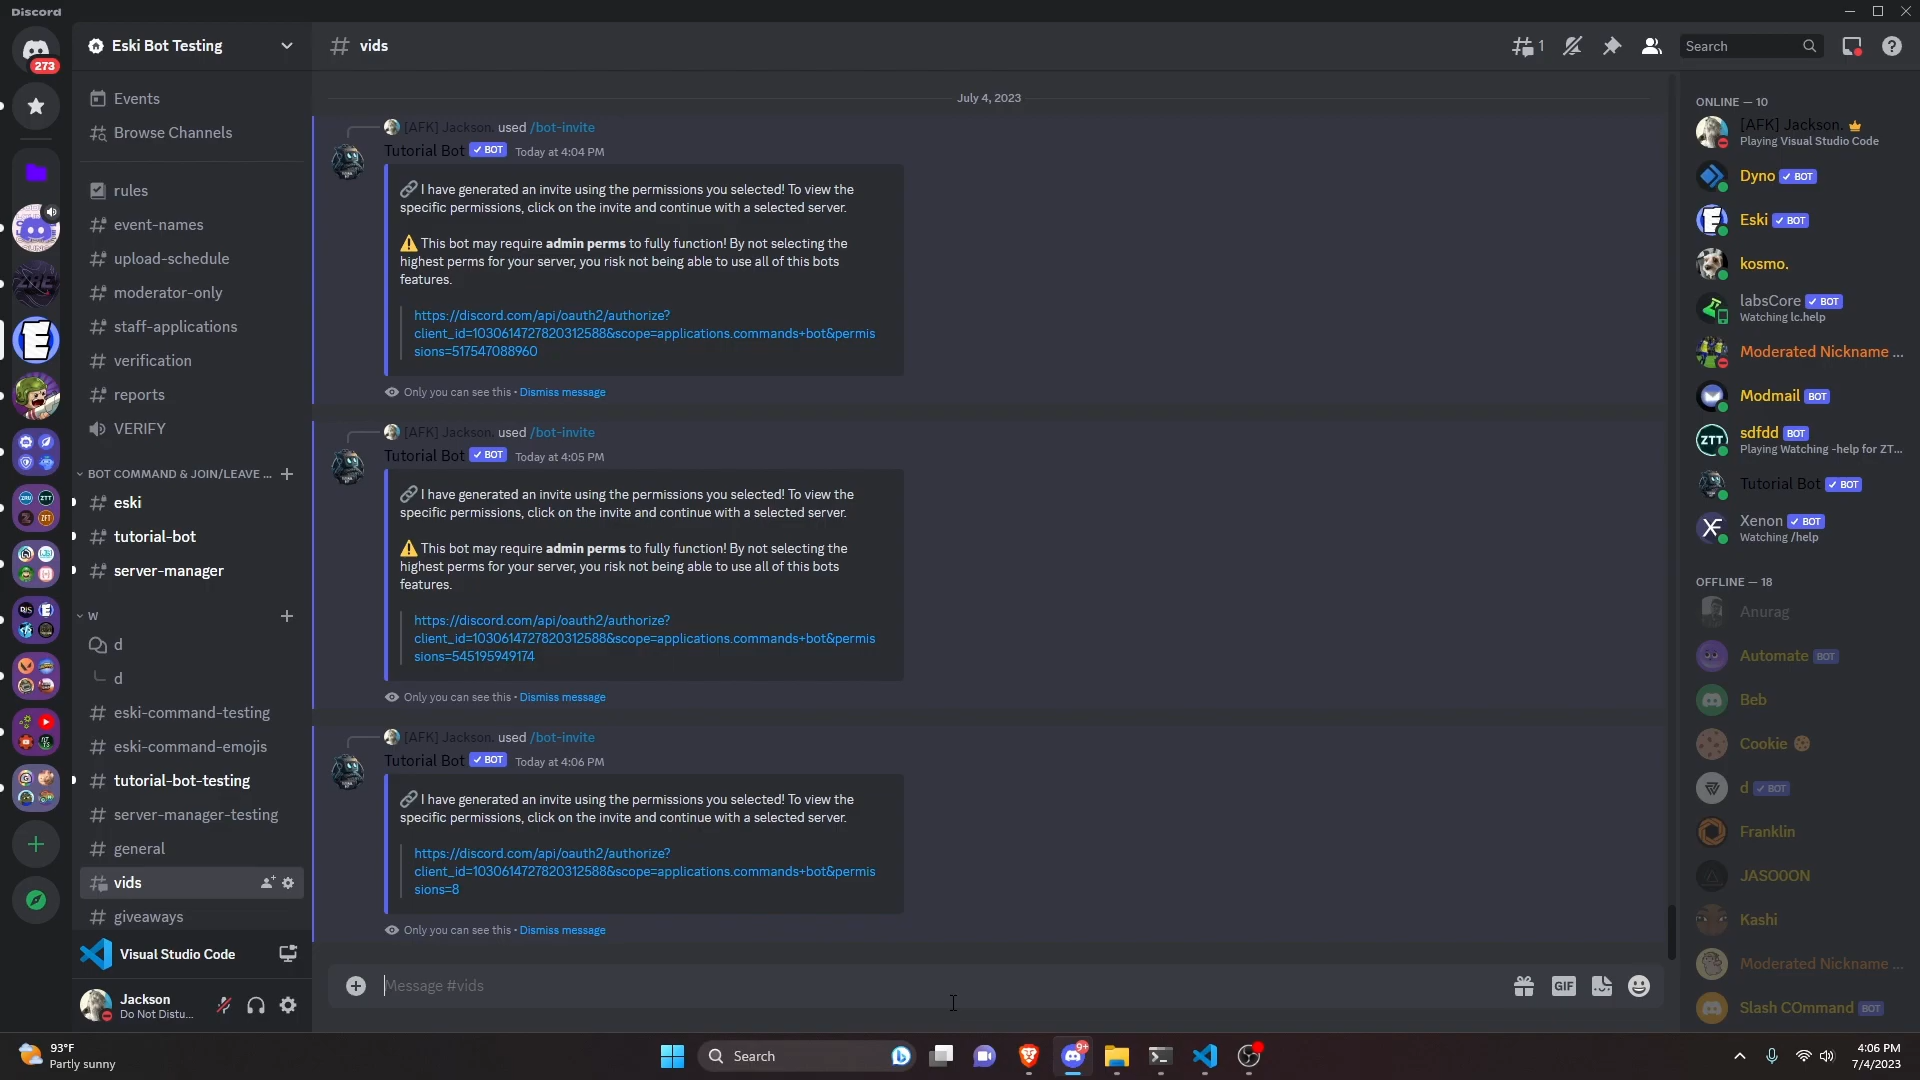 Discord
273
Eski Bot Testing
Events
Browse Channels
rules
event-names
upload-schedule
moderator-only
staff-applications
verification
reports
VERIFY
BOT COMMAND & JOIN/LEAVE ...
eski
tutorial-bot
server-manager
W
d
d
eski-command-testing
eski-command-emojis
tutorial-bot-testing
server-manager-testing
general
vids
giveaways
Visual Studio Code
Jackson
Do Not Distu...
vids
1
Search
July 4, 2023
[AFK] Jackson. used /bot-invite
Tutorial Bot BOT Today at 4:04 PM
I have generated an invite using the permissions you selected! To view the
specific permissions, click on the invite and continue with a selected server.
This bot may require admin perms to fully function! By not selecting the
highest perms for your server, you risk not being able to use all of this bots
features.
https://discord.com/api/oauth2/authorize?
client_id=1030614727820312588&scope=applications.commands+bot&permis
sions=517547088960
Only you can see this • Dismiss message
[AFK] Jackson. used /bot-invite
Tutorial Bot BOT Today at 4:05 PM
I have generated an invite using the permissions you selected! To view the
specific permissions, click on the invite and continue with a selected server.
This bot may require admin perms to fully function! By not selecting the
highest perms for your server, you risk not being able to use all of this bots
features.
https://discord.com/api/oauth2/authorize?
client_id=1030614727820312588&scope=applications.commands+bot&permis
sions=545195949174
Only you can see this • Dismiss message
[AFK] Jackson. used /bot-invite
Tutorial Bot BOT Today at 4:06 PM
I have generated an invite using the permissions you selected! To view the
specific permissions, click on the invite and continue with a selected server.
https://discord.com/api/oauth2/authorize?
client_id=1030614727820312588&scope=applications.commands+bot&permis
sions=8
Only you can see this • Dismiss message
Message #vids
GIF
ONLINE — 10
[AFK] Jackson.
Playing Visual Studio Code
Dyno BOT
Eski BOT
kosmo.
labsCore BOT
Watching lc.help
Moderated Nickname ...
Modmail BOT
ZTT
sdfdd BOT
Playing Watching -help for ZT...
Tutorial Bot BOT
Xenon BOT
Watching /help
OFFLINE — 18
Anurag
Automate BOT
Beb
Cookie
d BOT
Franklin
JASO0ON
Kashi
Moderated Nickname ...
Slash COmmand BOT
93°F
Partly sunny
Search
9+
4:06 PM
7/4/2023